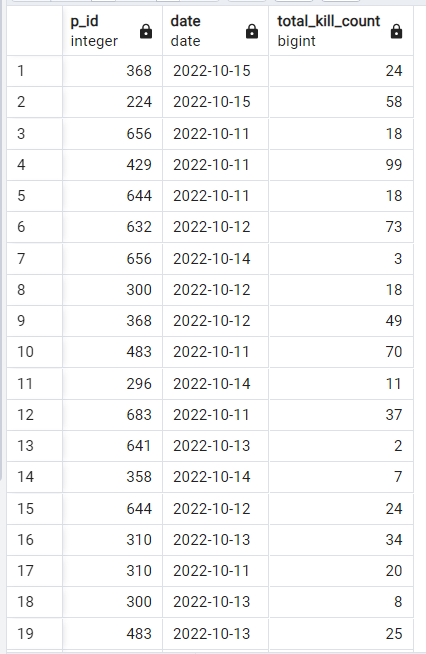 p_id date total_kill_count
integer date bigint
1 368 2022-10-15 24
2 224 2022-10-15 58
3 656 2022-10-11 18
4 429 2022-10-11 99
5 644 2022-10-11 18
6 632 2022-10-12 73
7 656 2022-10-14 3
8 300 2022-10-12 18
9 368 2022-10-12 49
10 483 2022-10-11 70
11 296 2022-10-14 11
12 683 2022-10-11 37
13 641 2022-10-13 2
14 358 2022-10-14 7
15 644 2022-10-12 24
16 310 2022-10-13 34
17 310 2022-10-11 20
18 300 2022-10-13 8
19 483 2022-10-13 25